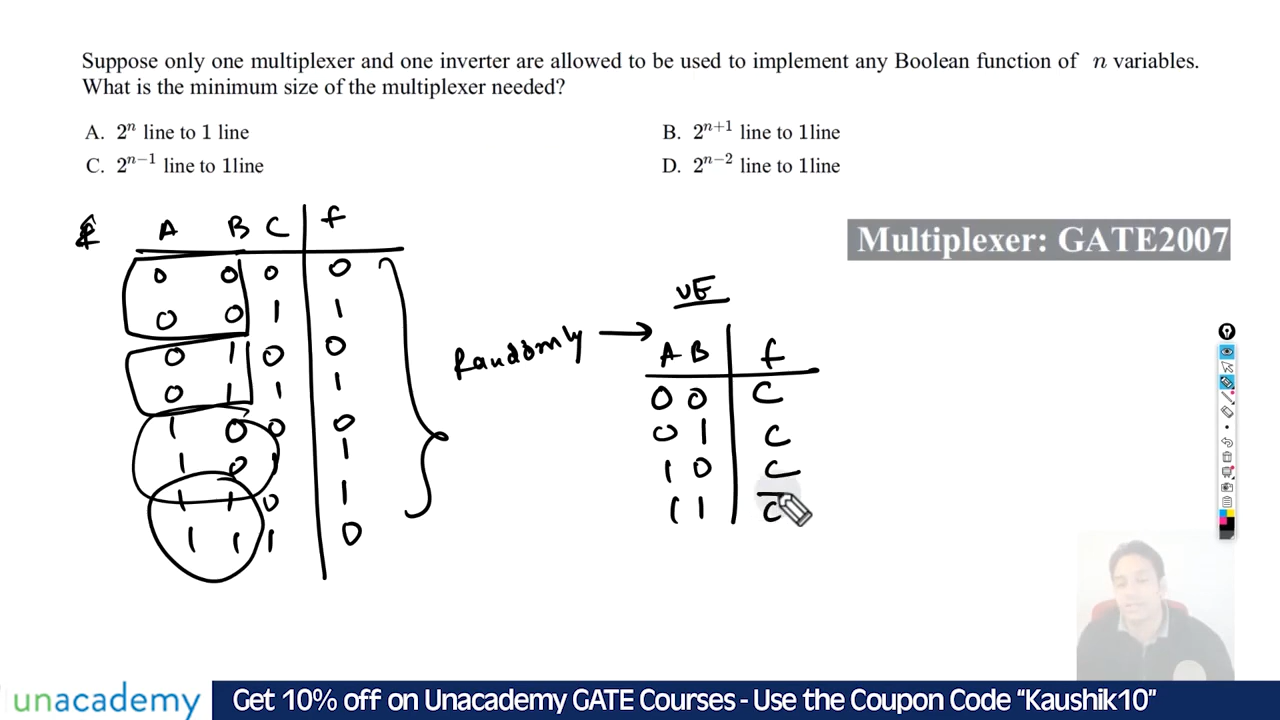 Suppose only one multiplexer and one inverter are allowed to be used to implement any Boolean function of n variables.
What is the minimum size of the multiplexer needed?
A. 2ⁿ line to 1 line
B. 2ⁿ⁺¹ line to 1line
C. 2ⁿ⁻¹ line to 1line
D. 2ⁿ⁻² line to 1line
Multiplexer: GATE2007
A B C f
0 0 0 0
0 0 1 1
0 1 0 0
0 1 1 1
1 0 0 0
1 0 1 1
1 1 0 1
1 1 1 0
Randomly →
VE
A B f
0 0 C
0 1 C
1 0 C
1 1 C̅
unacademy
Get 10% off on Unacademy GATE Courses - Use the Coupon Code “Kaushik10”